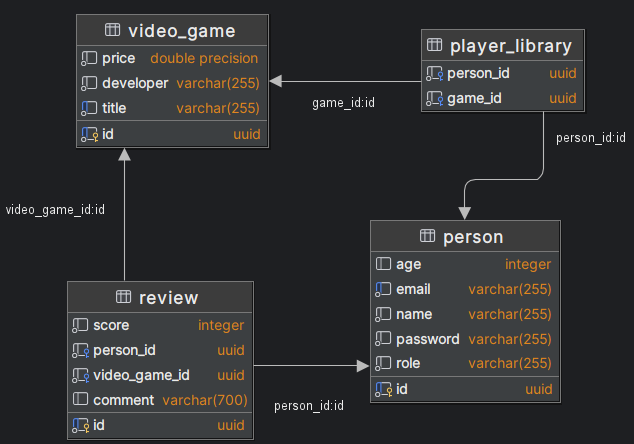 video_game
price double precision
developer varchar(255)
title varchar(255)
id uuid
player_library
person_id uuid
game_id uuid
game_id:id
person_id:id
video_game_id:id
person
age integer
email varchar(255)
name varchar(255)
password varchar(255)
role varchar(255)
id uuid
review
score integer
person_id uuid
video_game_id uuid
comment varchar(700)
id uuid
person_id:id